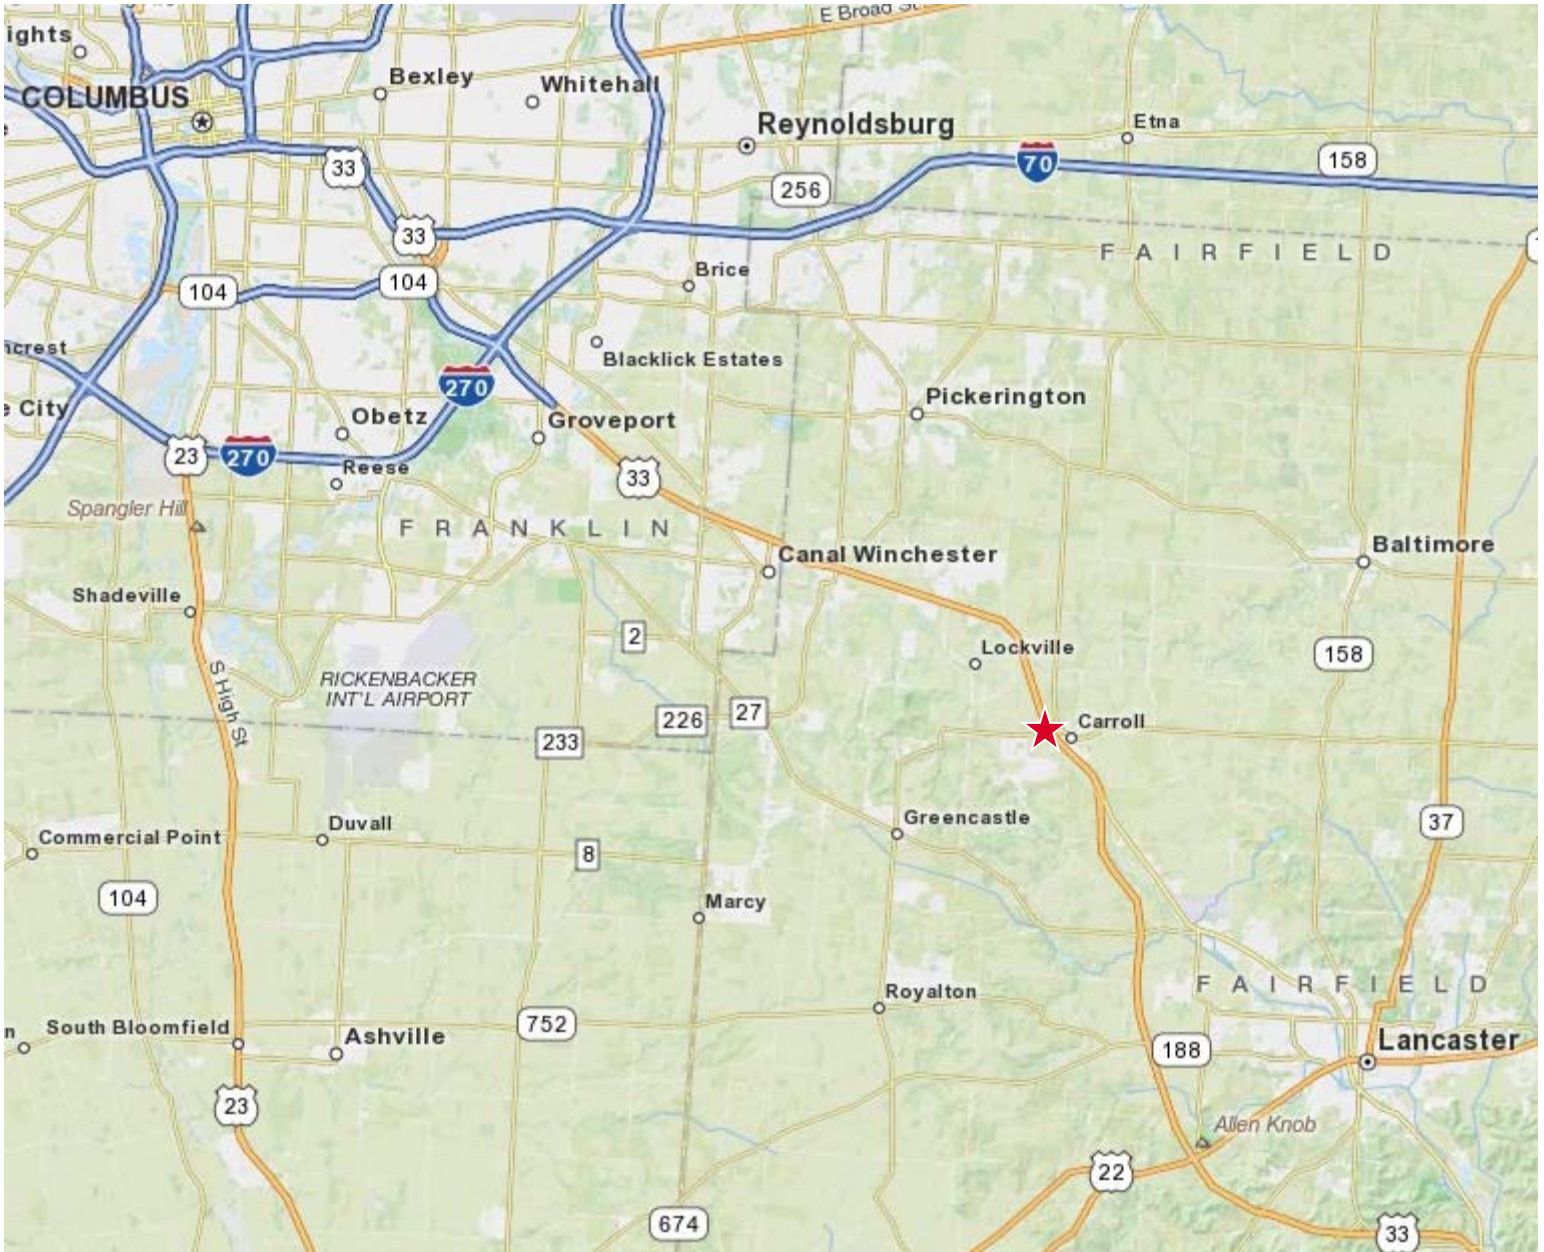 E Broad St
ights
Bexley
Whitehall
COLUMBUS
Reynoldsburg
Etna
33
70
158
256
33
FAIRFIELD
Brice
104
104
ncrest
Blacklick Estates
270
Pickerington
e City
Obetz
Groveport
23
270
Reese
33
Spangler Hill
FRANKLIN
Canal Winchester
Baltimore
Shadeville
2
Lockville
158
S High St
RICKENBACKER
INT'L AIRPORT
226
27
Carroll
233
Greencastle
37
Commercial Point
Duvall
8
104
Marcy
FAIRFIELD
Royalton
n
South Bloomfield
Ashville
752
188
Lancaster
23
Allen Knob
22
674
33